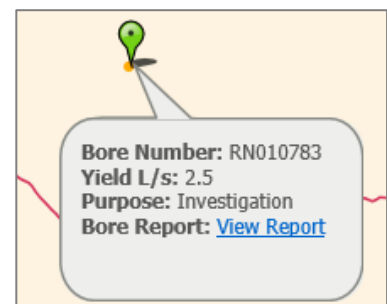 Bore Number: RN010783
Yield L/s: 2.5
Purpose: Investigation
Bore Report: View Report